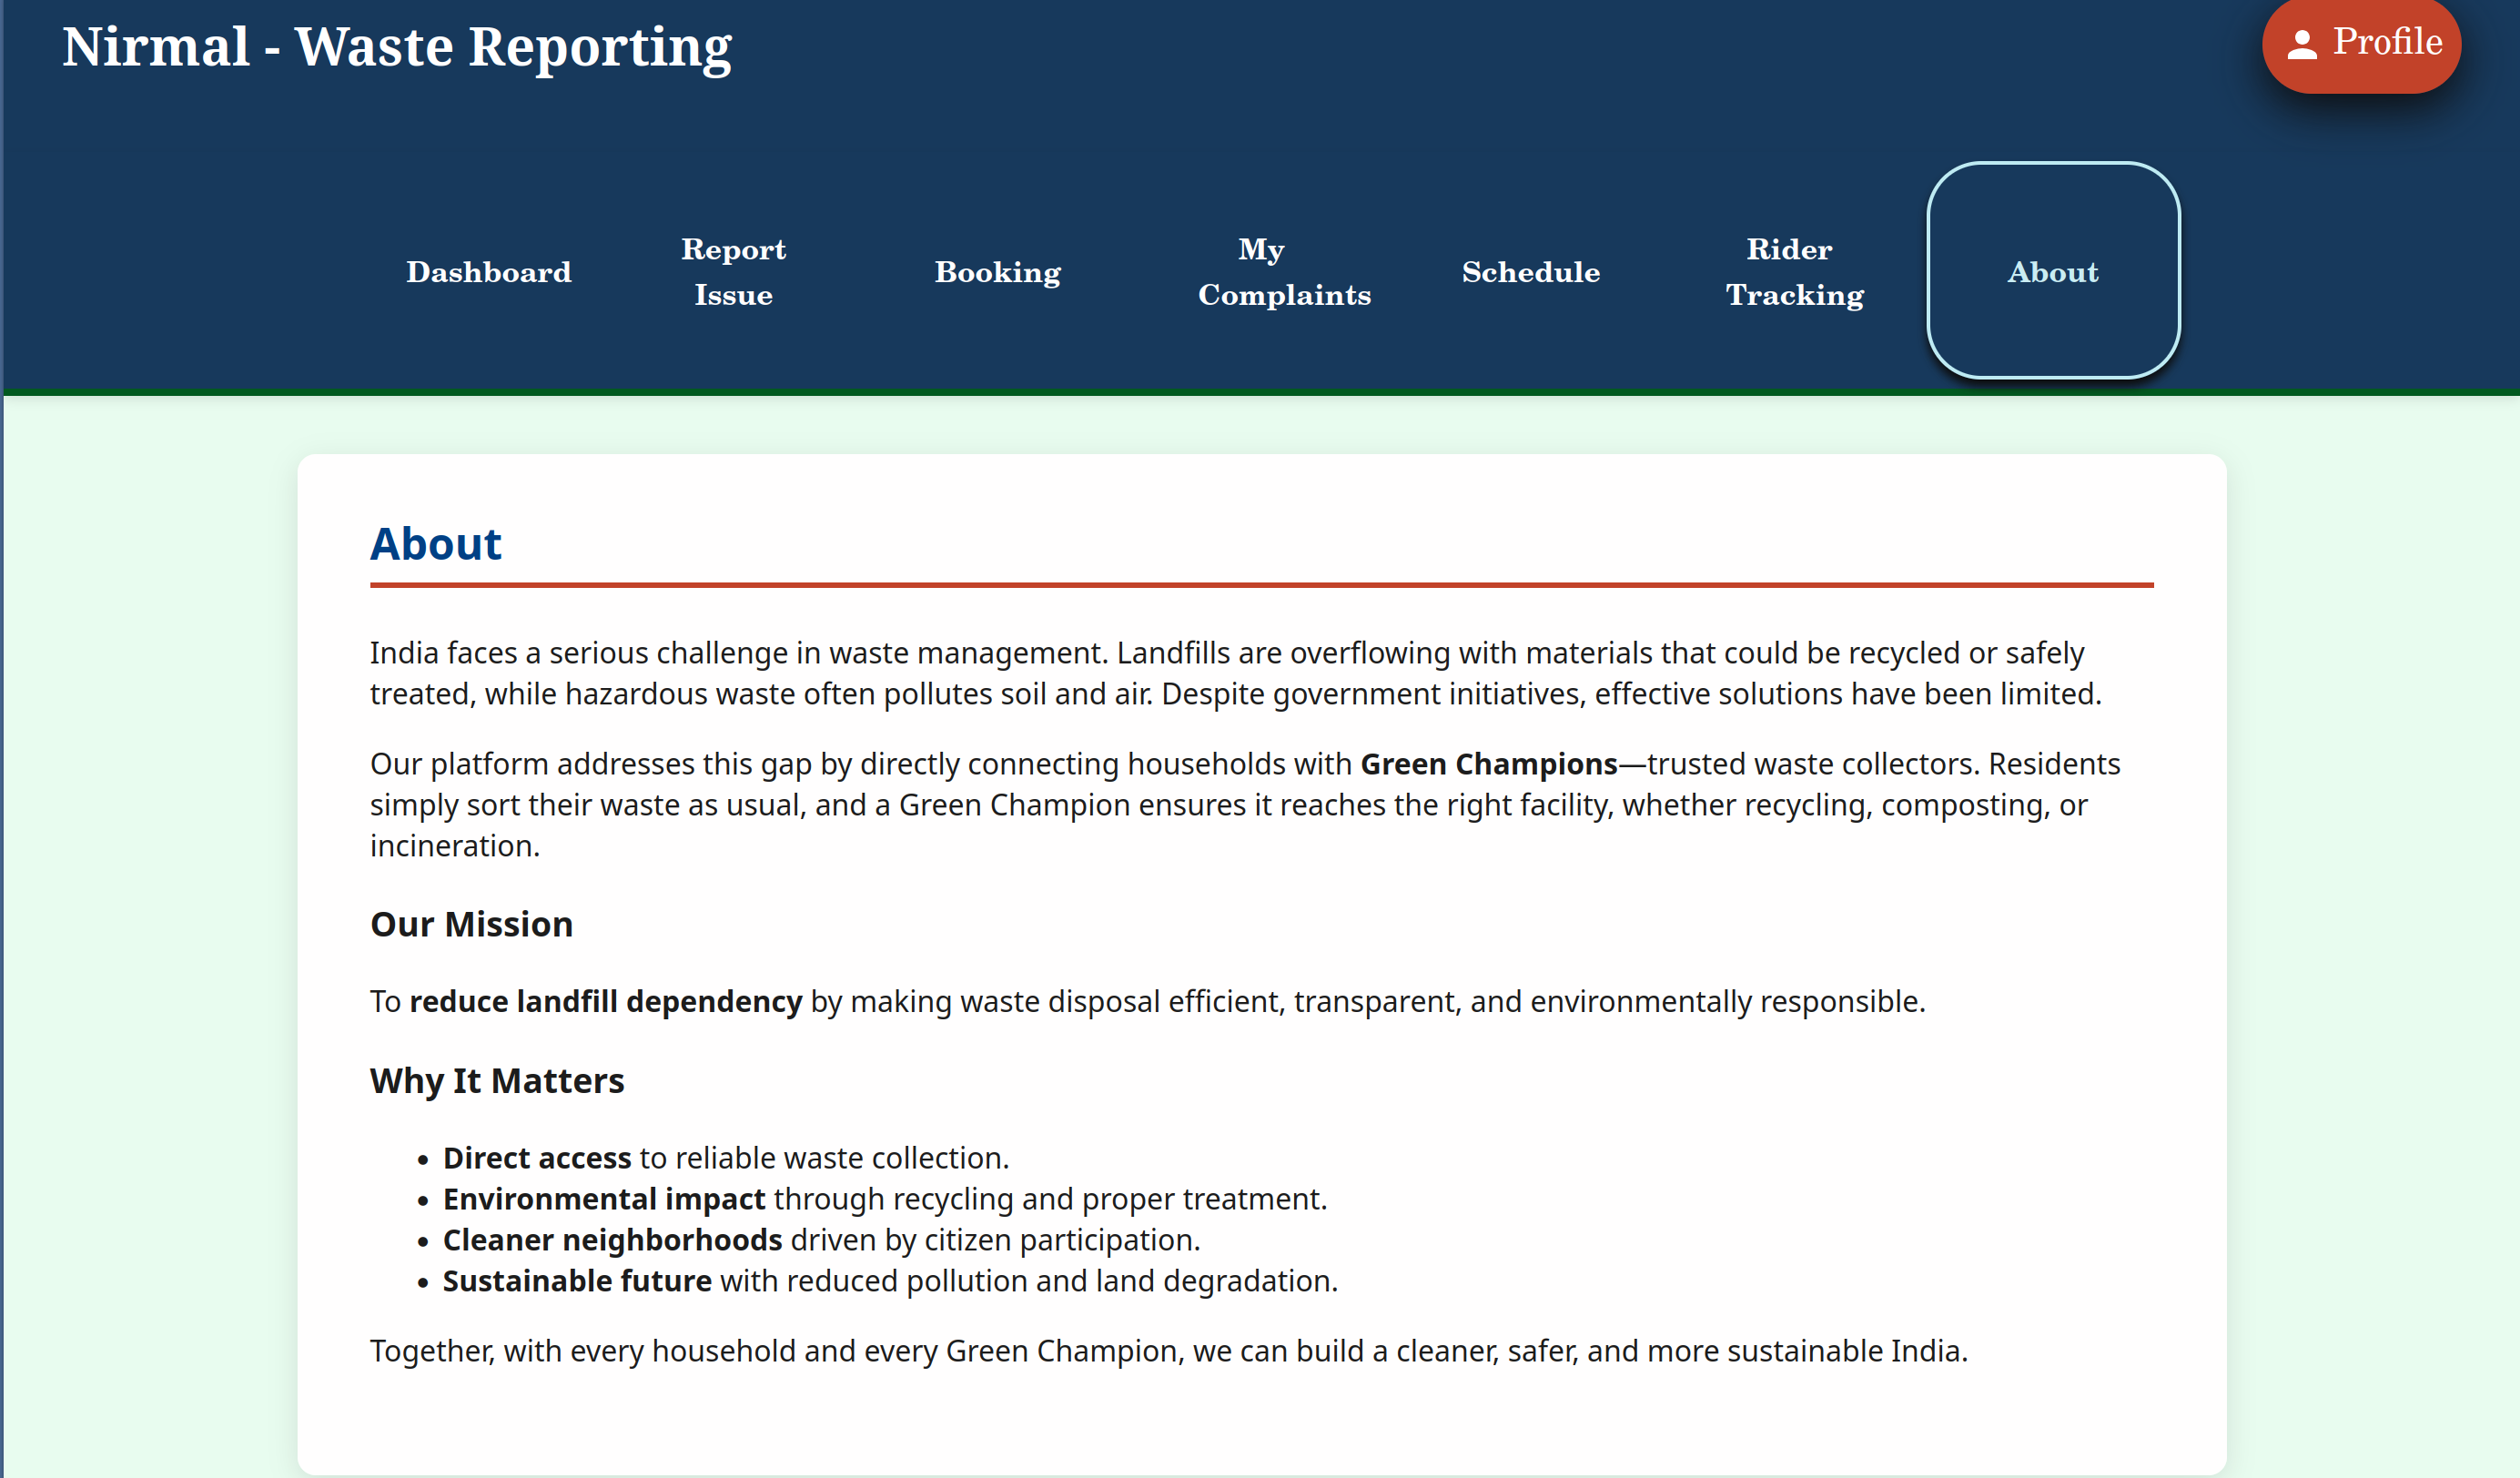 Nirmal - Waste Reporting
Profile
Dashboard
Report
Issue
Booking
My
Complaints
Schedule
Rider
Tracking
About
About
India faces a serious challenge in waste management. Landfills are overflowing with materials that could be recycled or safely
treated, while hazardous waste often pollutes soil and air. Despite government initiatives, effective solutions have been limited.
Our platform addresses this gap by directly connecting households with Green Champions—trusted waste collectors. Residents
simply sort their waste as usual, and a Green Champion ensures it reaches the right facility, whether recycling, composting, or
incineration.
Our Mission
To reduce landfill dependency by making waste disposal efficient, transparent, and environmentally responsible.
Why It Matters
• Direct access to reliable waste collection.
• Environmental impact through recycling and proper treatment.
• Cleaner neighborhoods driven by citizen participation.
• Sustainable future with reduced pollution and land degradation.
Together, with every household and every Green Champion, we can build a cleaner, safer, and more sustainable India.